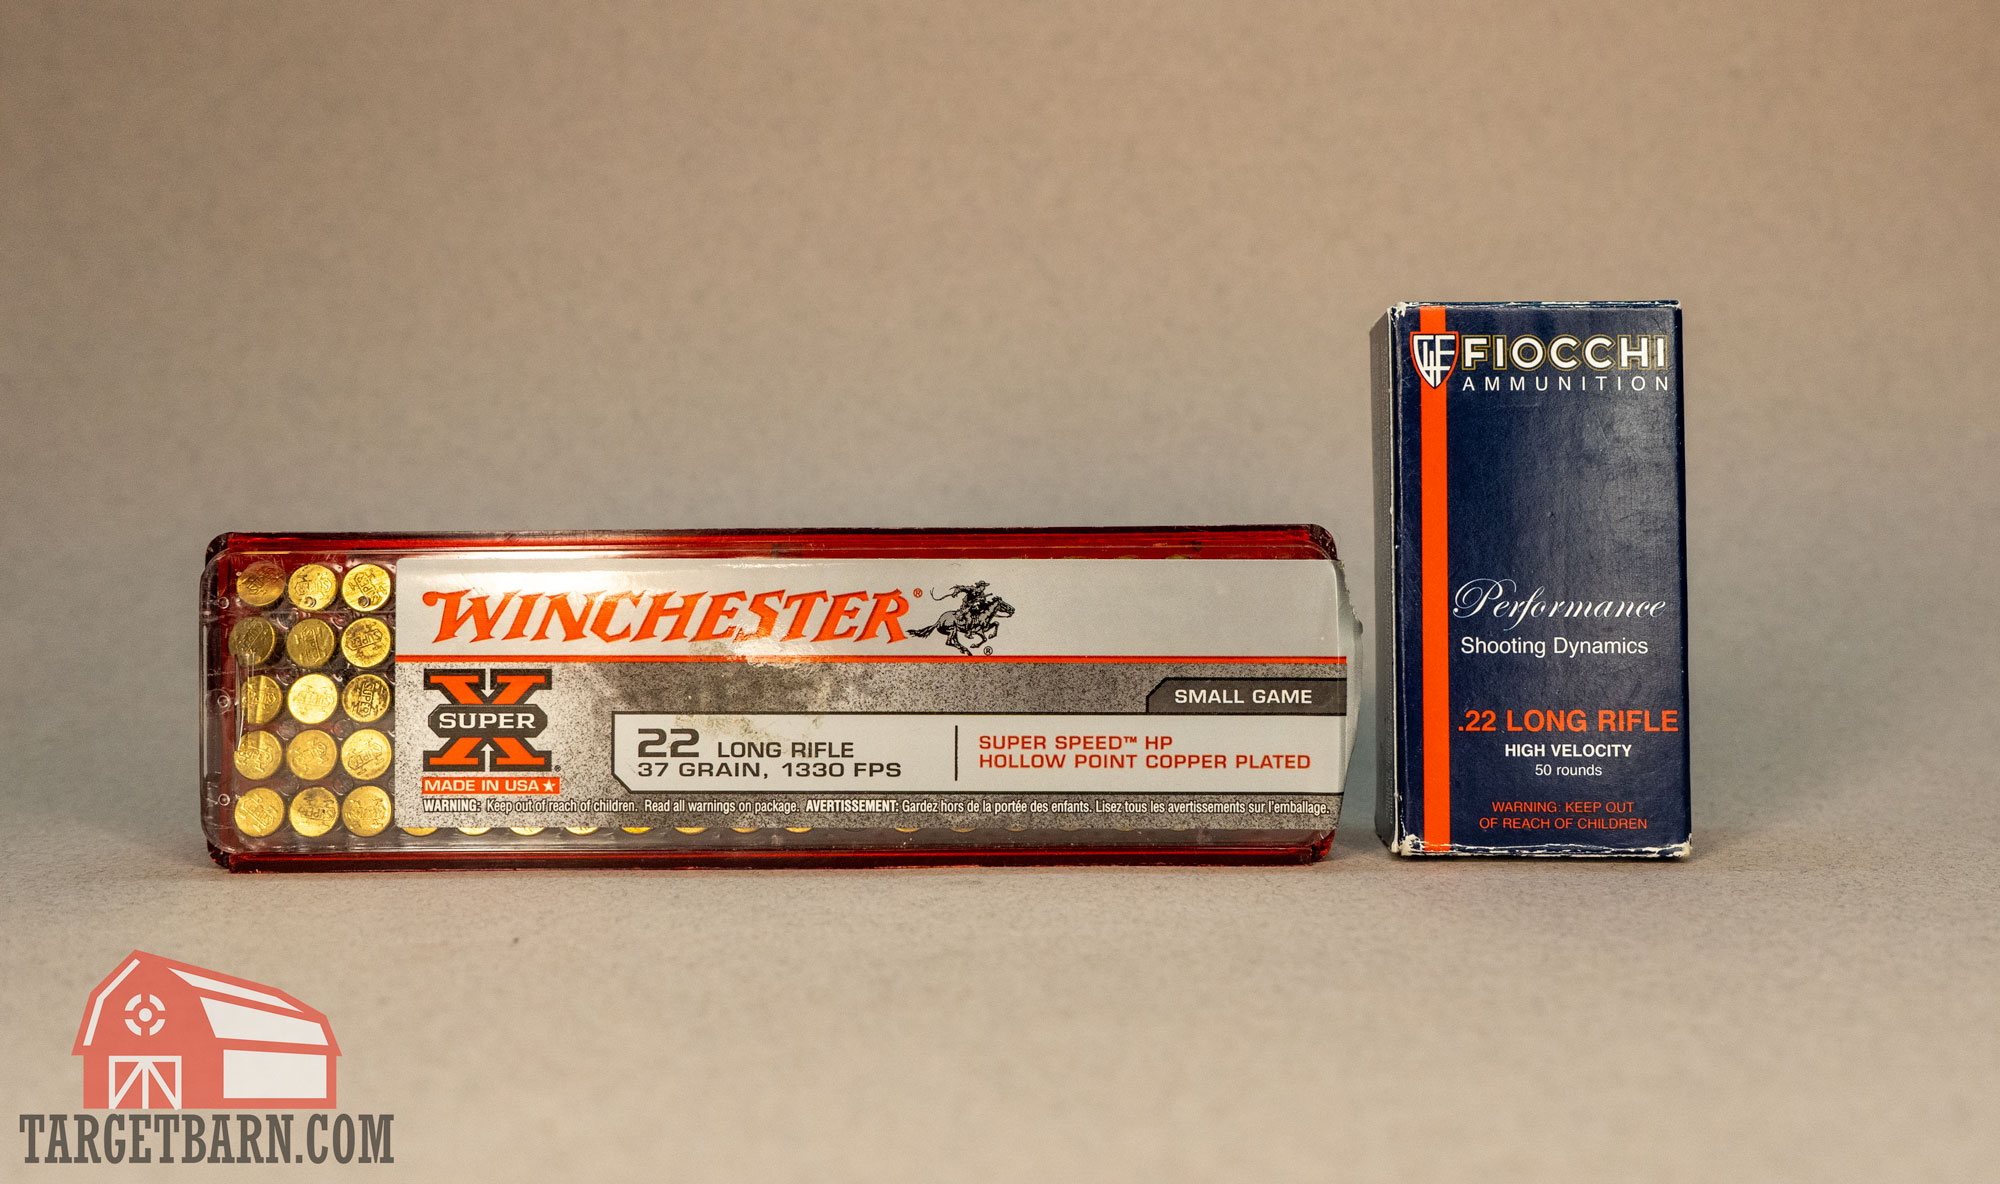 WINCHESTER®
®
X
SUPER
®
MADE IN USA★
SMALL GAME
22 LONG RIFLE
37 GRAIN, 1330 FPS
SUPER SPEED™ HP
HOLLOW POINT COPPER PLATED
WARNING: Keep out of reach of children. Read all warnings on package. AVERTISSEMENT: Gardez hors de la portée des enfants. Lisez tous les avertissements sur l'emballage.
GFL FIOCCHI
AMMUNITION
Performance
Shooting Dynamics
.22 LONG RIFLE
HIGH VELOCITY
50 rounds
WARNING: KEEP OUT
OF REACH OF CHILDREN
TARGETBARN.COM